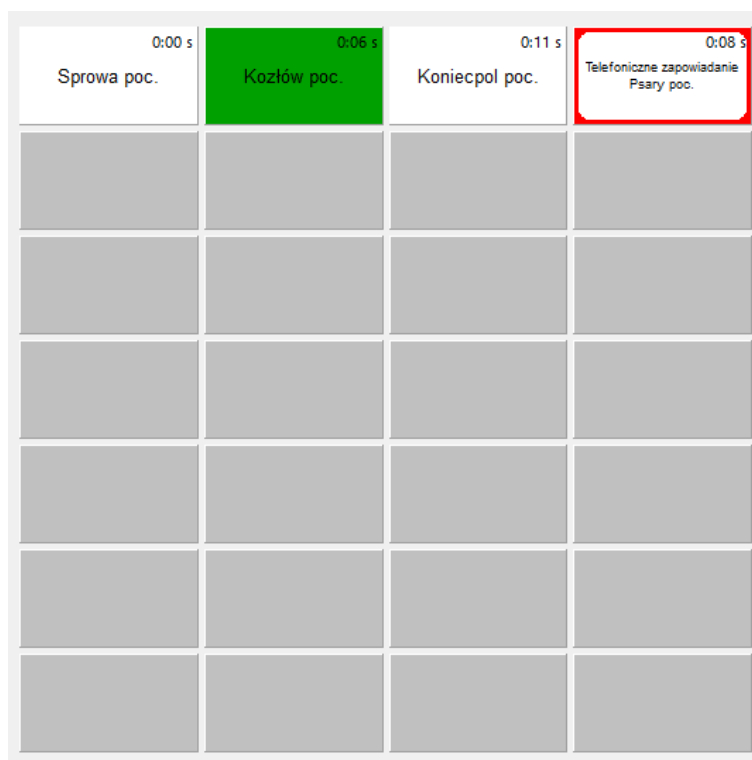 0:00 s
Sprowa poc.
0:06 s
Kozłów poc.
0:11 s
Koniecpol poc.
0:08 s
Telefoniczne zapowiadanie
Psary poc.